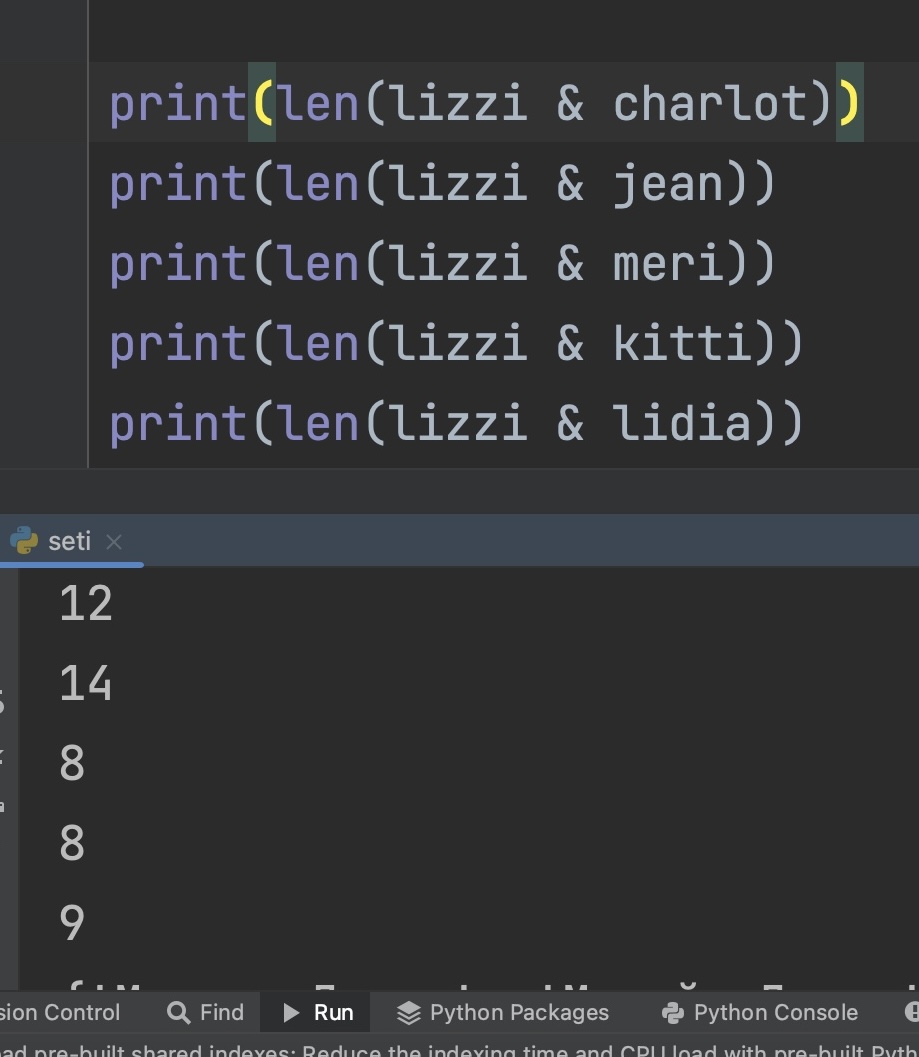 print(len(lizzi & charlot))
print(len(lizzi & jean))
print(len(lizzi & meri))
print(len(lizzi & kitti))
print(len(lizzi & lidia))
seti
12
14
8
8
9
sion Control Find Run Python Packages Python Console
ad pre-built shared indexes: Reduce the indexing time and CPU load with pre-built Pyth